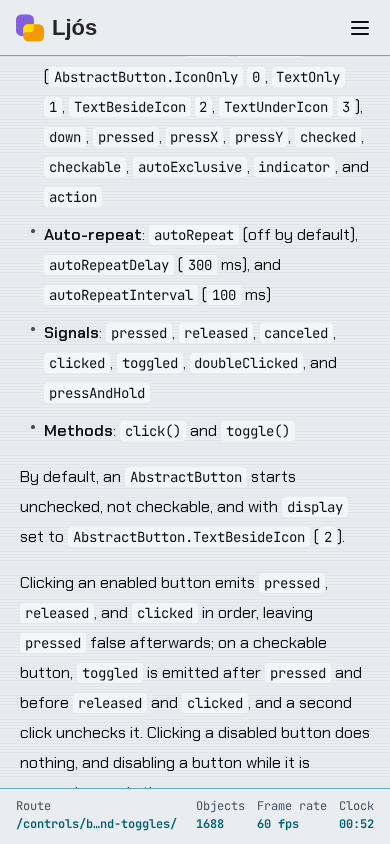 Ljós
( AbstractButton.IconOnly 0 , TextOnly
1 , TextBesideIcon 2 , TextUnderIcon 3 ),
down , pressed , pressX , pressY , checked ,
checkable , autoExclusive , indicator , and
action
• Auto-repeat: autoRepeat (off by default),
autoRepeatDelay ( 300 ms), and
autoRepeatInterval ( 100 ms)
• Signals: pressed , released , canceled ,
clicked , toggled , doubleClicked , and
pressAndHold
• Methods: click() and toggle()
By default, an AbstractButton starts
unchecked, not checkable, and with display
set to AbstractButton.TextBesideIcon ( 2 ).
Clicking an enabled button emits pressed ,
released , and clicked in order, leaving
pressed false afterwards; on a checkable
button, toggled is emitted after pressed and
before released and clicked , and a second
click unchecks it. Clicking a disabled button does
nothing, and disabling a button while it is
Route Objects Frame rate Clock
/controls/b…nd-toggles/ 1688 60 fps 00:52